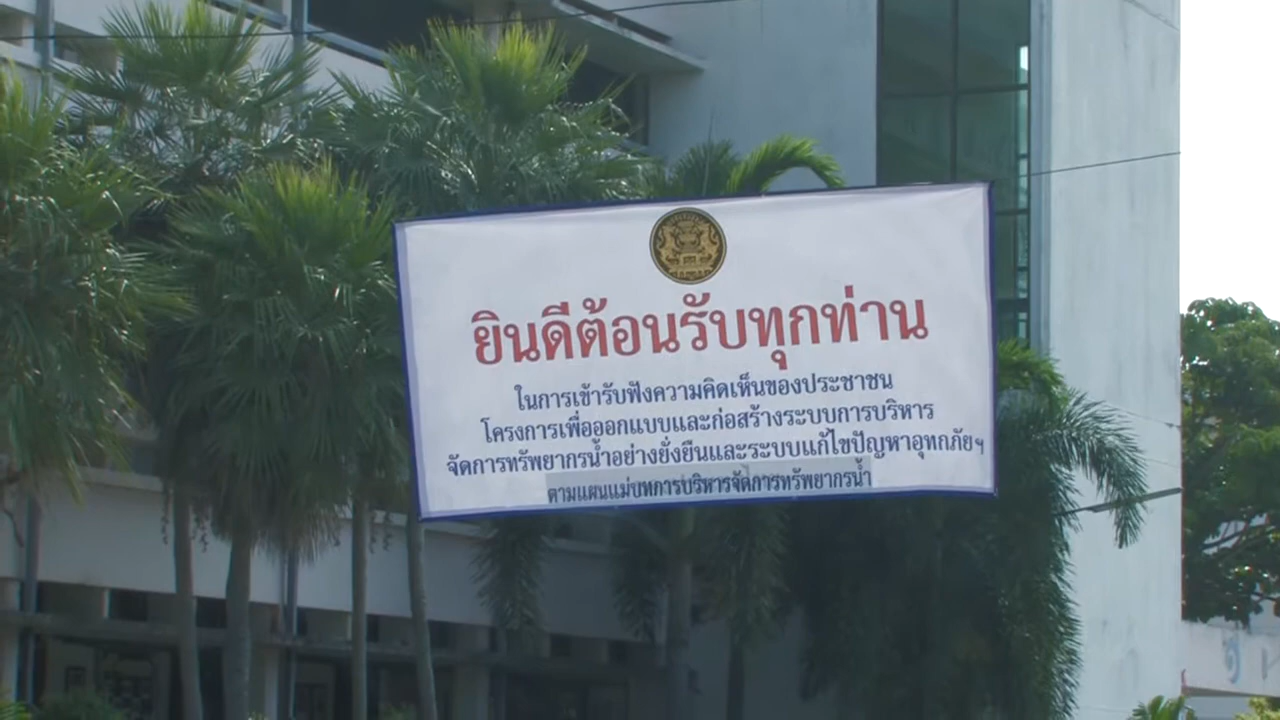 ยินดีต้อนรับทุกท่าน
ในการเข้ารับฟังความคิดเห็นของประชาชน
โครงการเพื่อออกแบบและก่อสร้างระบบการบริหาร
จัดการทรัพยากรน้ำอย่างยั่งยืนและระบบแก้ไขปัญหาอุทกภัยฯ
ตามแผนแม่บทการบริหารจัดการทรัพยากรน้ำ